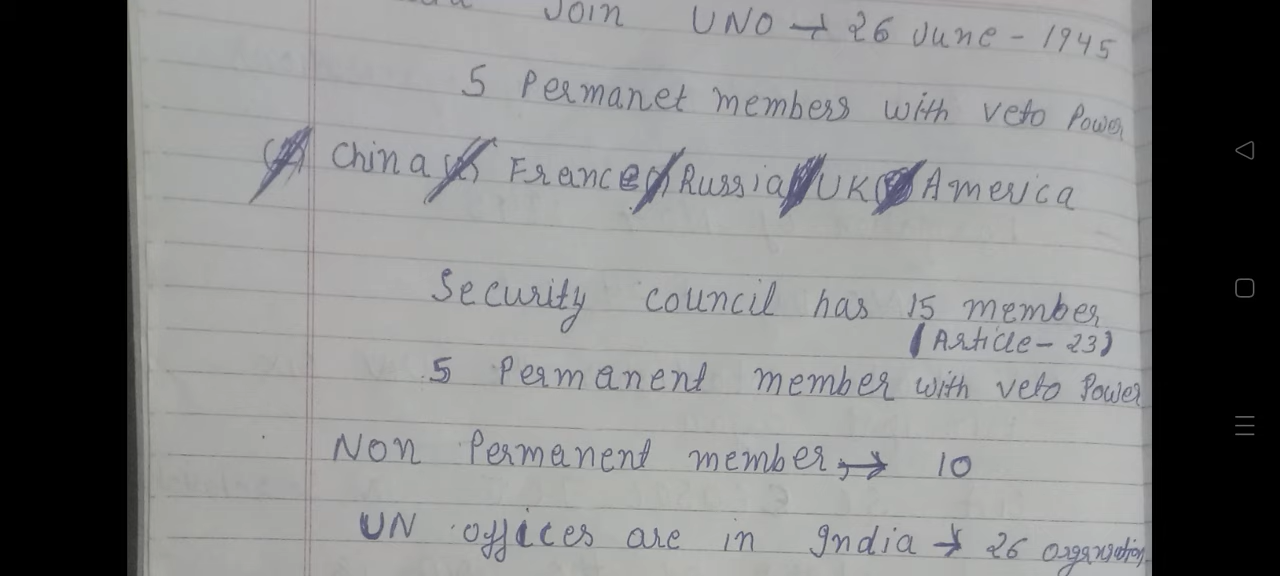 Join UNO → 26 June - 1945
5 Permanet members with veto Power
China France Russia UK America
Security council has 15 member
(Article - 23)
5 Permanent member with veto Power
Non Permanent member, → 10
UN offices are in India → 26